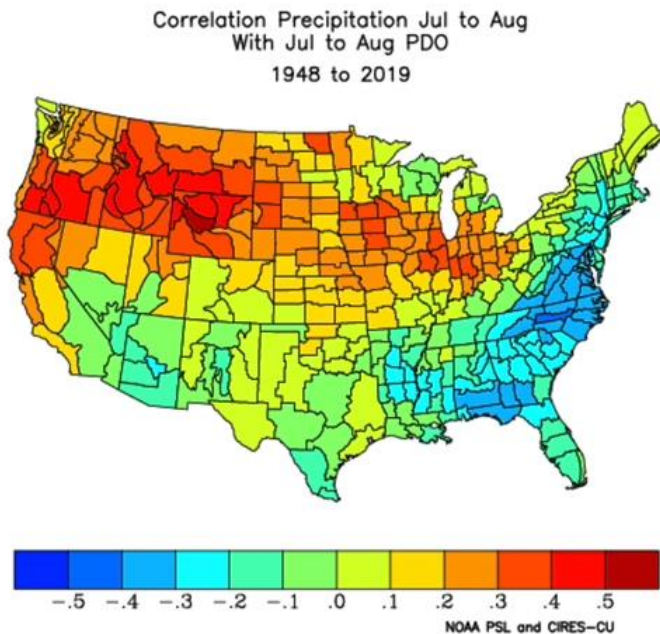 Correlation Precipitation Jul to Aug
With Jul to Aug PDO
1948 to 2019
-.5 -.4 -.3 -.2 -.1 .0 .1 .2 .3 .4 .5
NOAA PSL and CIRES-CU